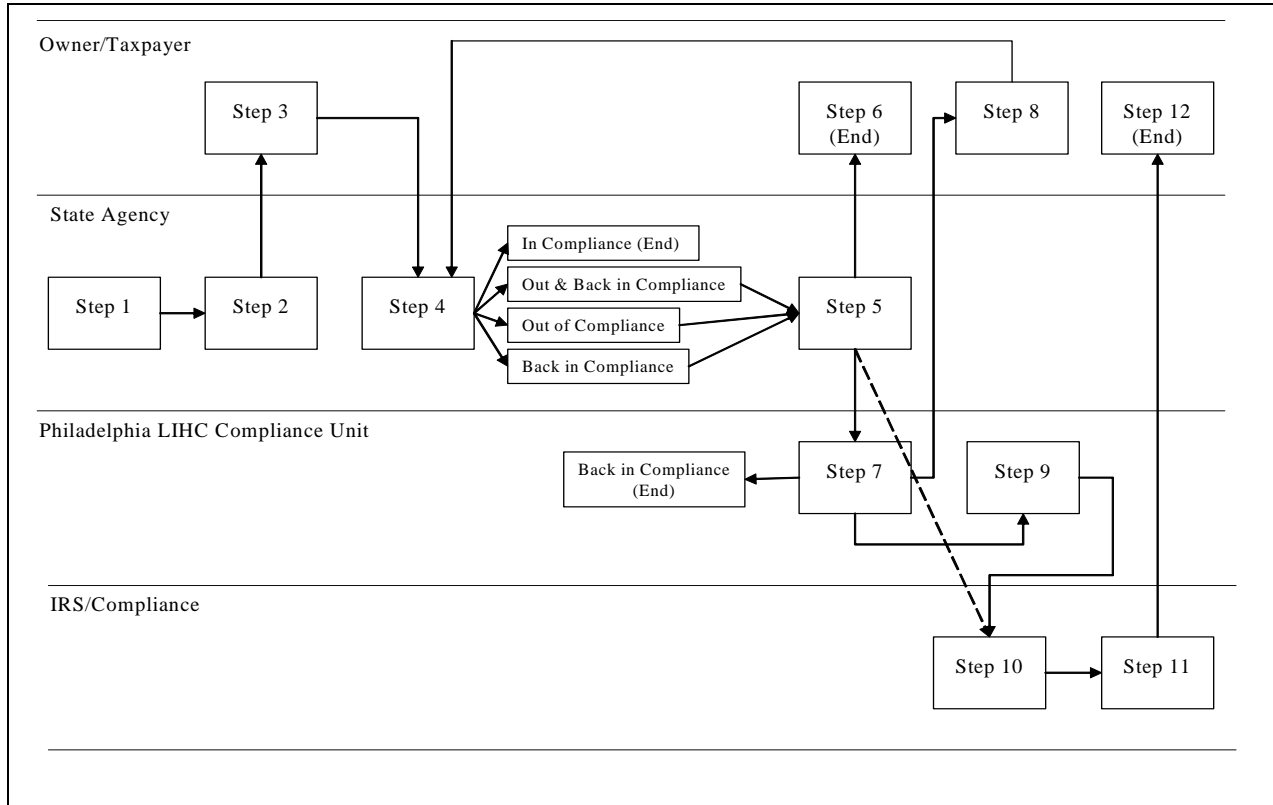 Owner/Taxpayer
Step 3
Step 6
(End)
Step 8
Step 12
(End)
State Agency
In Compliance (End)
Out & Back in Compliance
Out of Compliance
Back in Compliance
Step 1
Step 2
Step 4
Step 5
Philadelphia LIHC Compliance Unit
Back in Compliance
(End)
Step 7
Step 9
IRS/Compliance
Step 10
Step 11